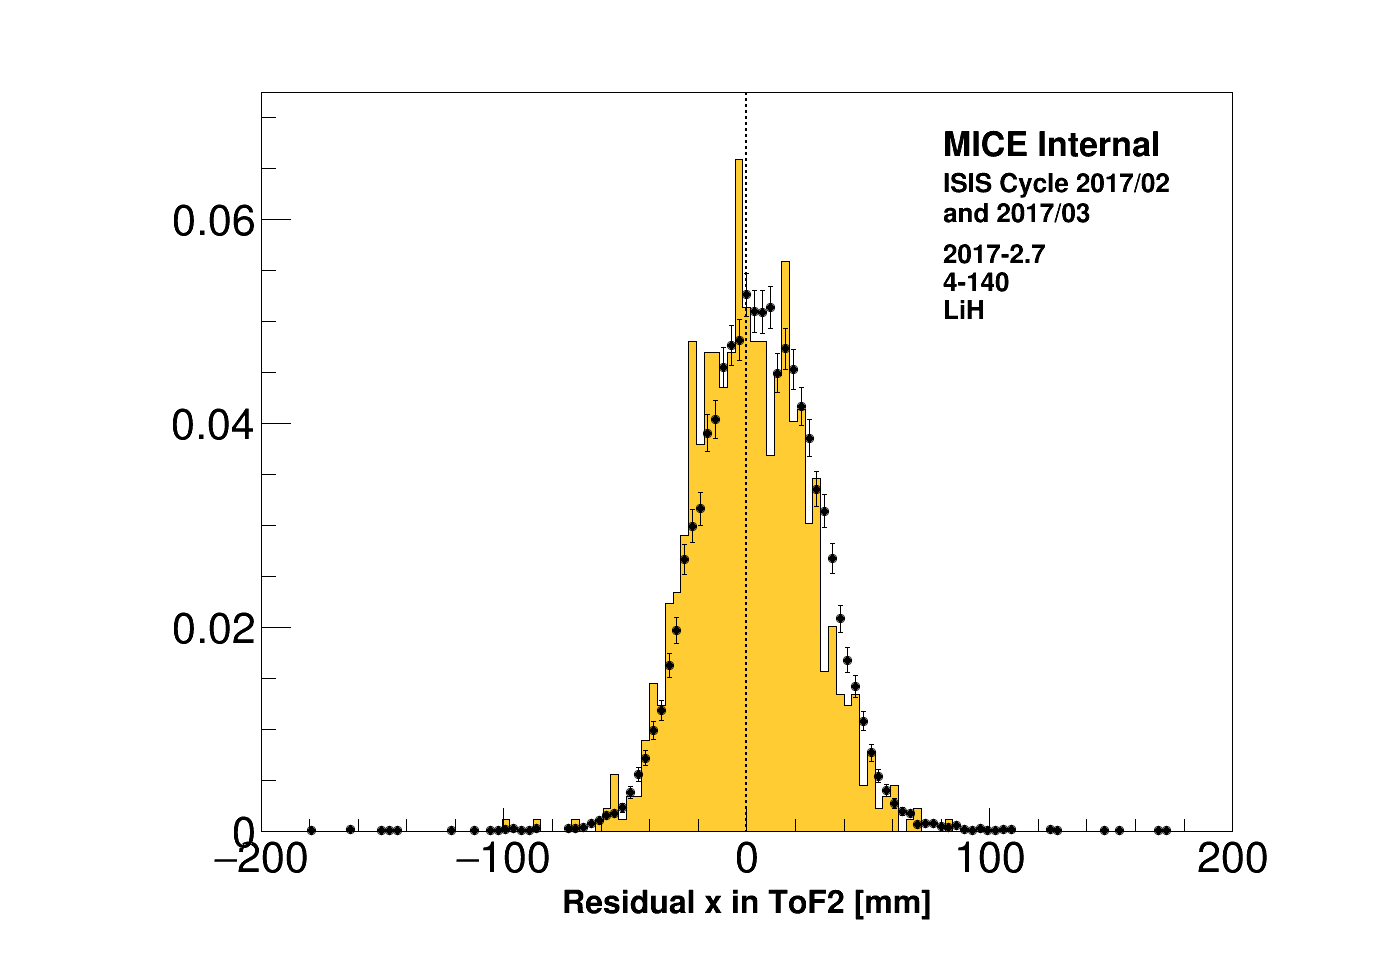 MICE Internal
ISIS Cycle 2017/02
and 2017/03
2017-2.7
4-140
LiH
0.06
0.04
0.02
0
−200 −100 0 100 200
Residual x in ToF2 [mm]